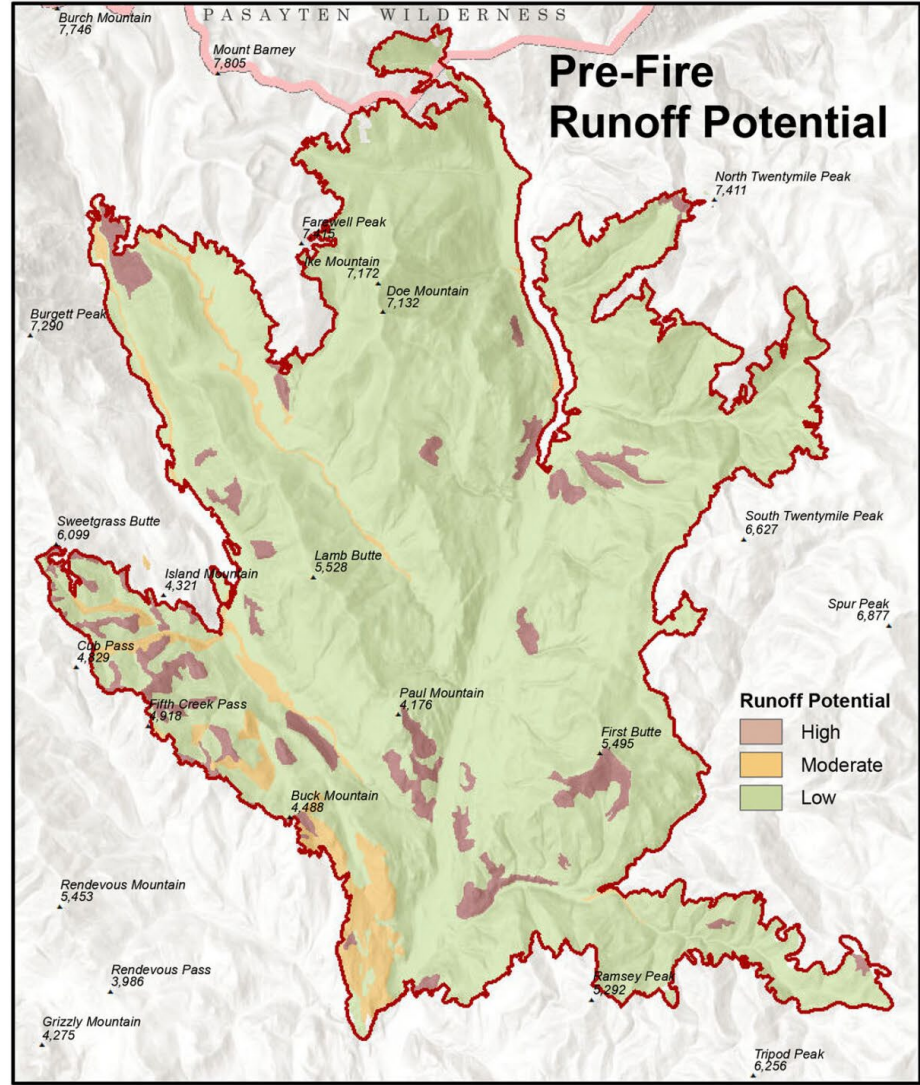 PASAYTEN WILDERNESS
Burch Mountain
7,746
Mount Barney
7,805
Pre-Fire
Runoff Potential
North Twentymile Peak
7,411
Farewell Peak
Ike Mountain
7,172
Doe Mountain
7,132
Burgett Peak
7,290
Sweetgrass Butte
6,099
Island Mountain
4,321
Lamb Butte
5,528
South Twentymile Peak
6,627
Spur Peak
6,877
Cub Pass
4,829
Fifth Creek Pass
4,918
Paul Mountain
4,176
First Butte
5,495
Runoff Potential
High
Moderate
Low
Buck Mountain
4,488
Rendevous Mountain
5,453
Rendevous Pass
3,986
Ramsey Peak
5,292
Grizzly Mountain
4,275
Tripod Peak
6,256